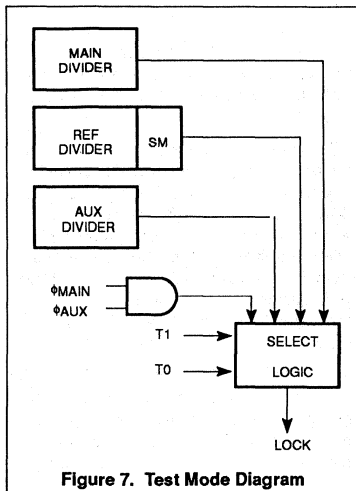 MAIN
DIVIDER
REF
DIVIDER
SM
AUX
DIVIDER
ΦMAIN
ΦAUX
T1
T0
SELECT
LOGIC
LOCK
Figure 7. Test Mode Diagram